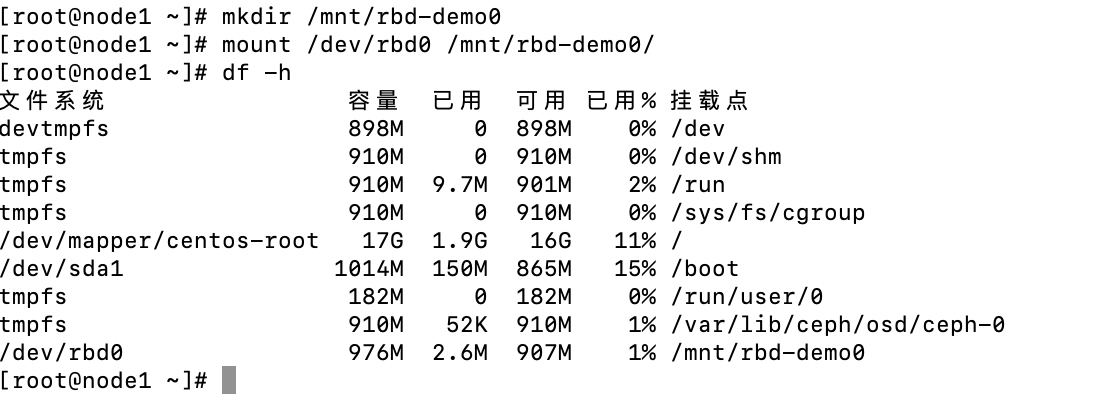 [root@node1 ~]# mkdir /mnt/rbd-demo0
[root@node1 ~]# mount /dev/rbd0 /mnt/rbd-demo0/
[root@node1 ~]# df -h
文件系统                 容量  已用  可用 已用% 挂载点
devtmpfs                 898M     0  898M    0% /dev
tmpfs                    910M     0  910M    0% /dev/shm
tmpfs                    910M  9.7M  901M    2% /run
tmpfs                    910M     0  910M    0% /sys/fs/cgroup
/dev/mapper/centos-root   17G  1.9G   16G   11% /
/dev/sda1               1014M  150M  865M   15% /boot
tmpfs                    182M     0  182M    0% /run/user/0
tmpfs                    910M   52K  910M    1% /var/lib/ceph/osd/ceph-0
/dev/rbd0                976M  2.6M  907M    1% /mnt/rbd-demo0
[root@node1 ~]#